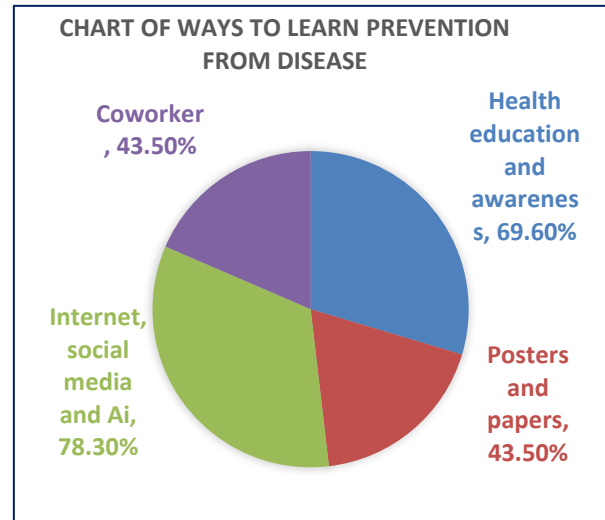 CHART OF WAYS TO LEARN PREVENTION
FROM DISEASE
Health
education
and
awarenes
s, 69.60%
Posters
and
papers,
43.50%
Internet,
social
media
and Ai,
78.30%
Coworker
, 43.50%